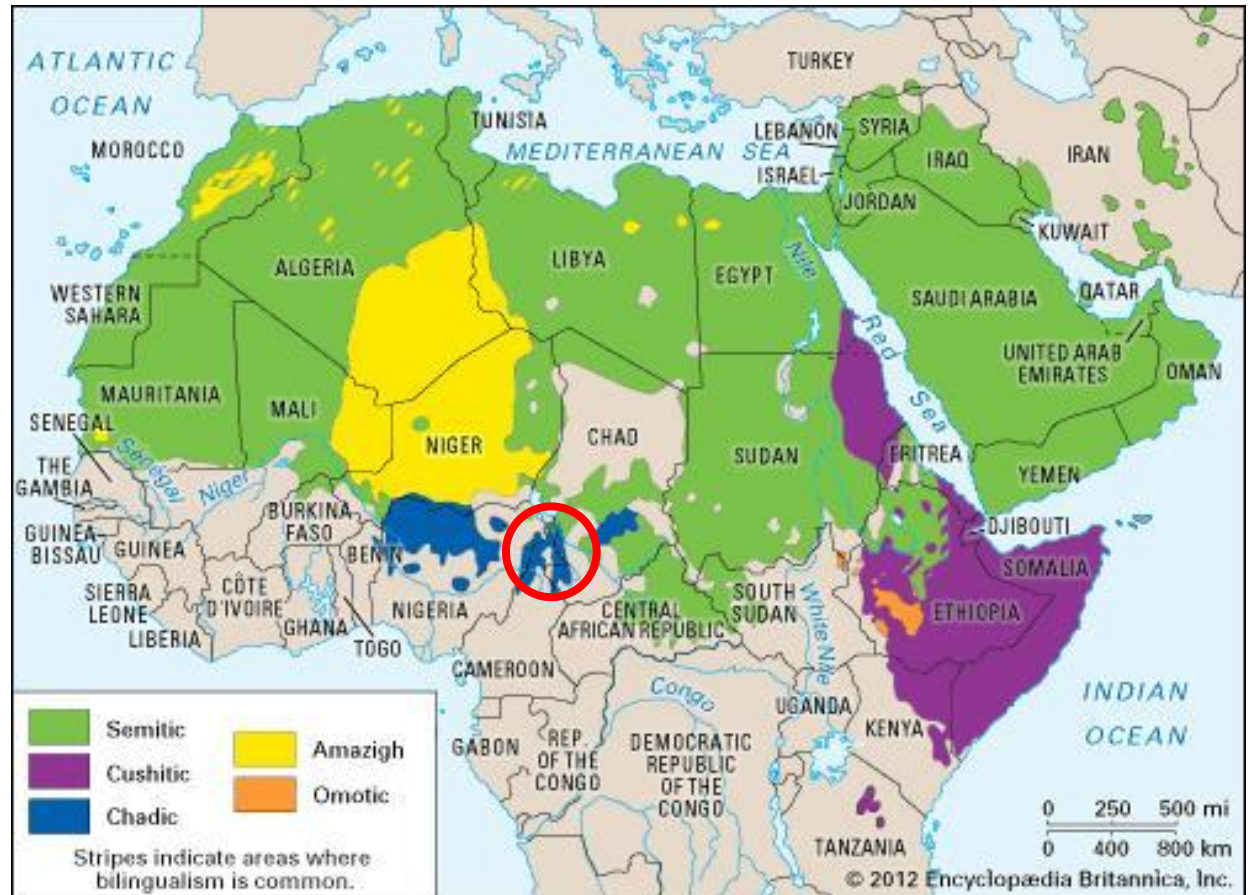 ATLANTIC
OCEAN
TURKEY
TUNISIA
LEBANON
SYRIA
MOROCCO
MEDITERRANEAN SEA
IRAQ
IRAN
ISRAEL
JORDAN
KUWAIT
ALGERIA
LIBYA
EGYPT
Nile
WESTERN
SAHARA
SAUDI ARABIA
QATAR
Red
Sea
UNITED ARAB
EMIRATES
OMAN
MAURITANIA
MALI
NIGER
CHAD
SUDAN
ERITREA
YEMEN
SENEGAL
Sénégal
Niger
THE
GAMBIA
BURKINA
FASO
BENIN
GUINEA-
BISSAU
GUINEA
DJIBOUTI
SOMALIA
SIERRA
LEONE
CÔTE
D'IVOIRE
NIGERIA
SOUTH
SUDAN
ETHIOPIA
LIBERIA
GHANA
TOGO
CENTRAL
AFRICAN REPUBLIC
White Nile
CAMEROON
Congo
UGANDA
KENYA
INDIAN
OCEAN
GABON
REP.
OF THE
CONGO
DEMOCRATIC
REPUBLIC
OF THE
CONGO
TANZANIA
Semitic
Cushitic
Chadic
Amazigh
Omotic
Stripes indicate areas where
bilingualism is common.
0 250 500 mi
0 400 800 km
© 2012 Encyclopædia Britannica, Inc.